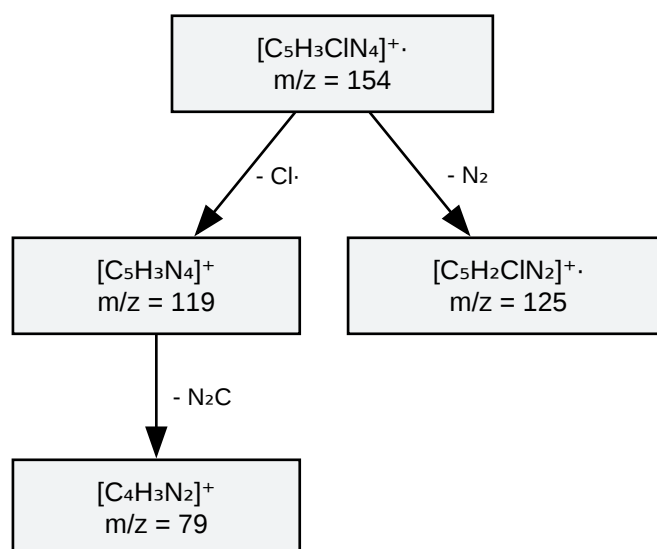 [C₅H₃ClN₄]⁺·
m/z = 154
- Cl·
- N₂
[C₅H₃N₄]⁺
m/z = 119
[C₅H₂ClN₂]⁺·
m/z = 125
- N₂C
[C₄H₃N₂]⁺
m/z = 79